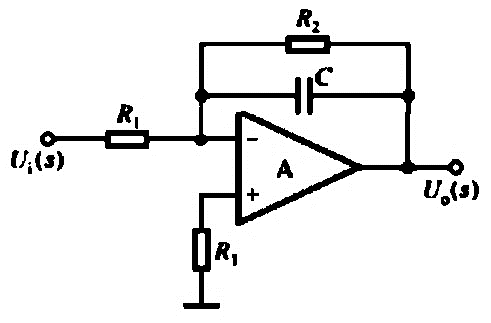 R₂
C
R₁
Uᵢ(s)
−
A
+
Uₒ(s)
R₁